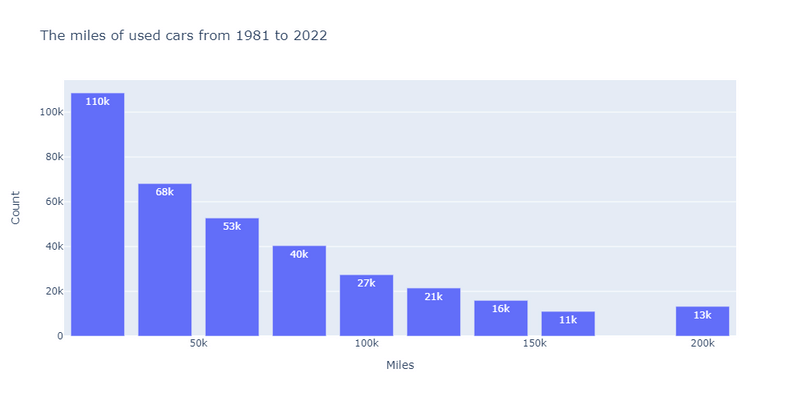 The miles of used cars from 1981 to 2022
100k
80k
60k
40k
20k
0
Count
110k
68k
53k
40k
27k
21k
16k
11k
13k
50k
100k
150k
200k
Miles